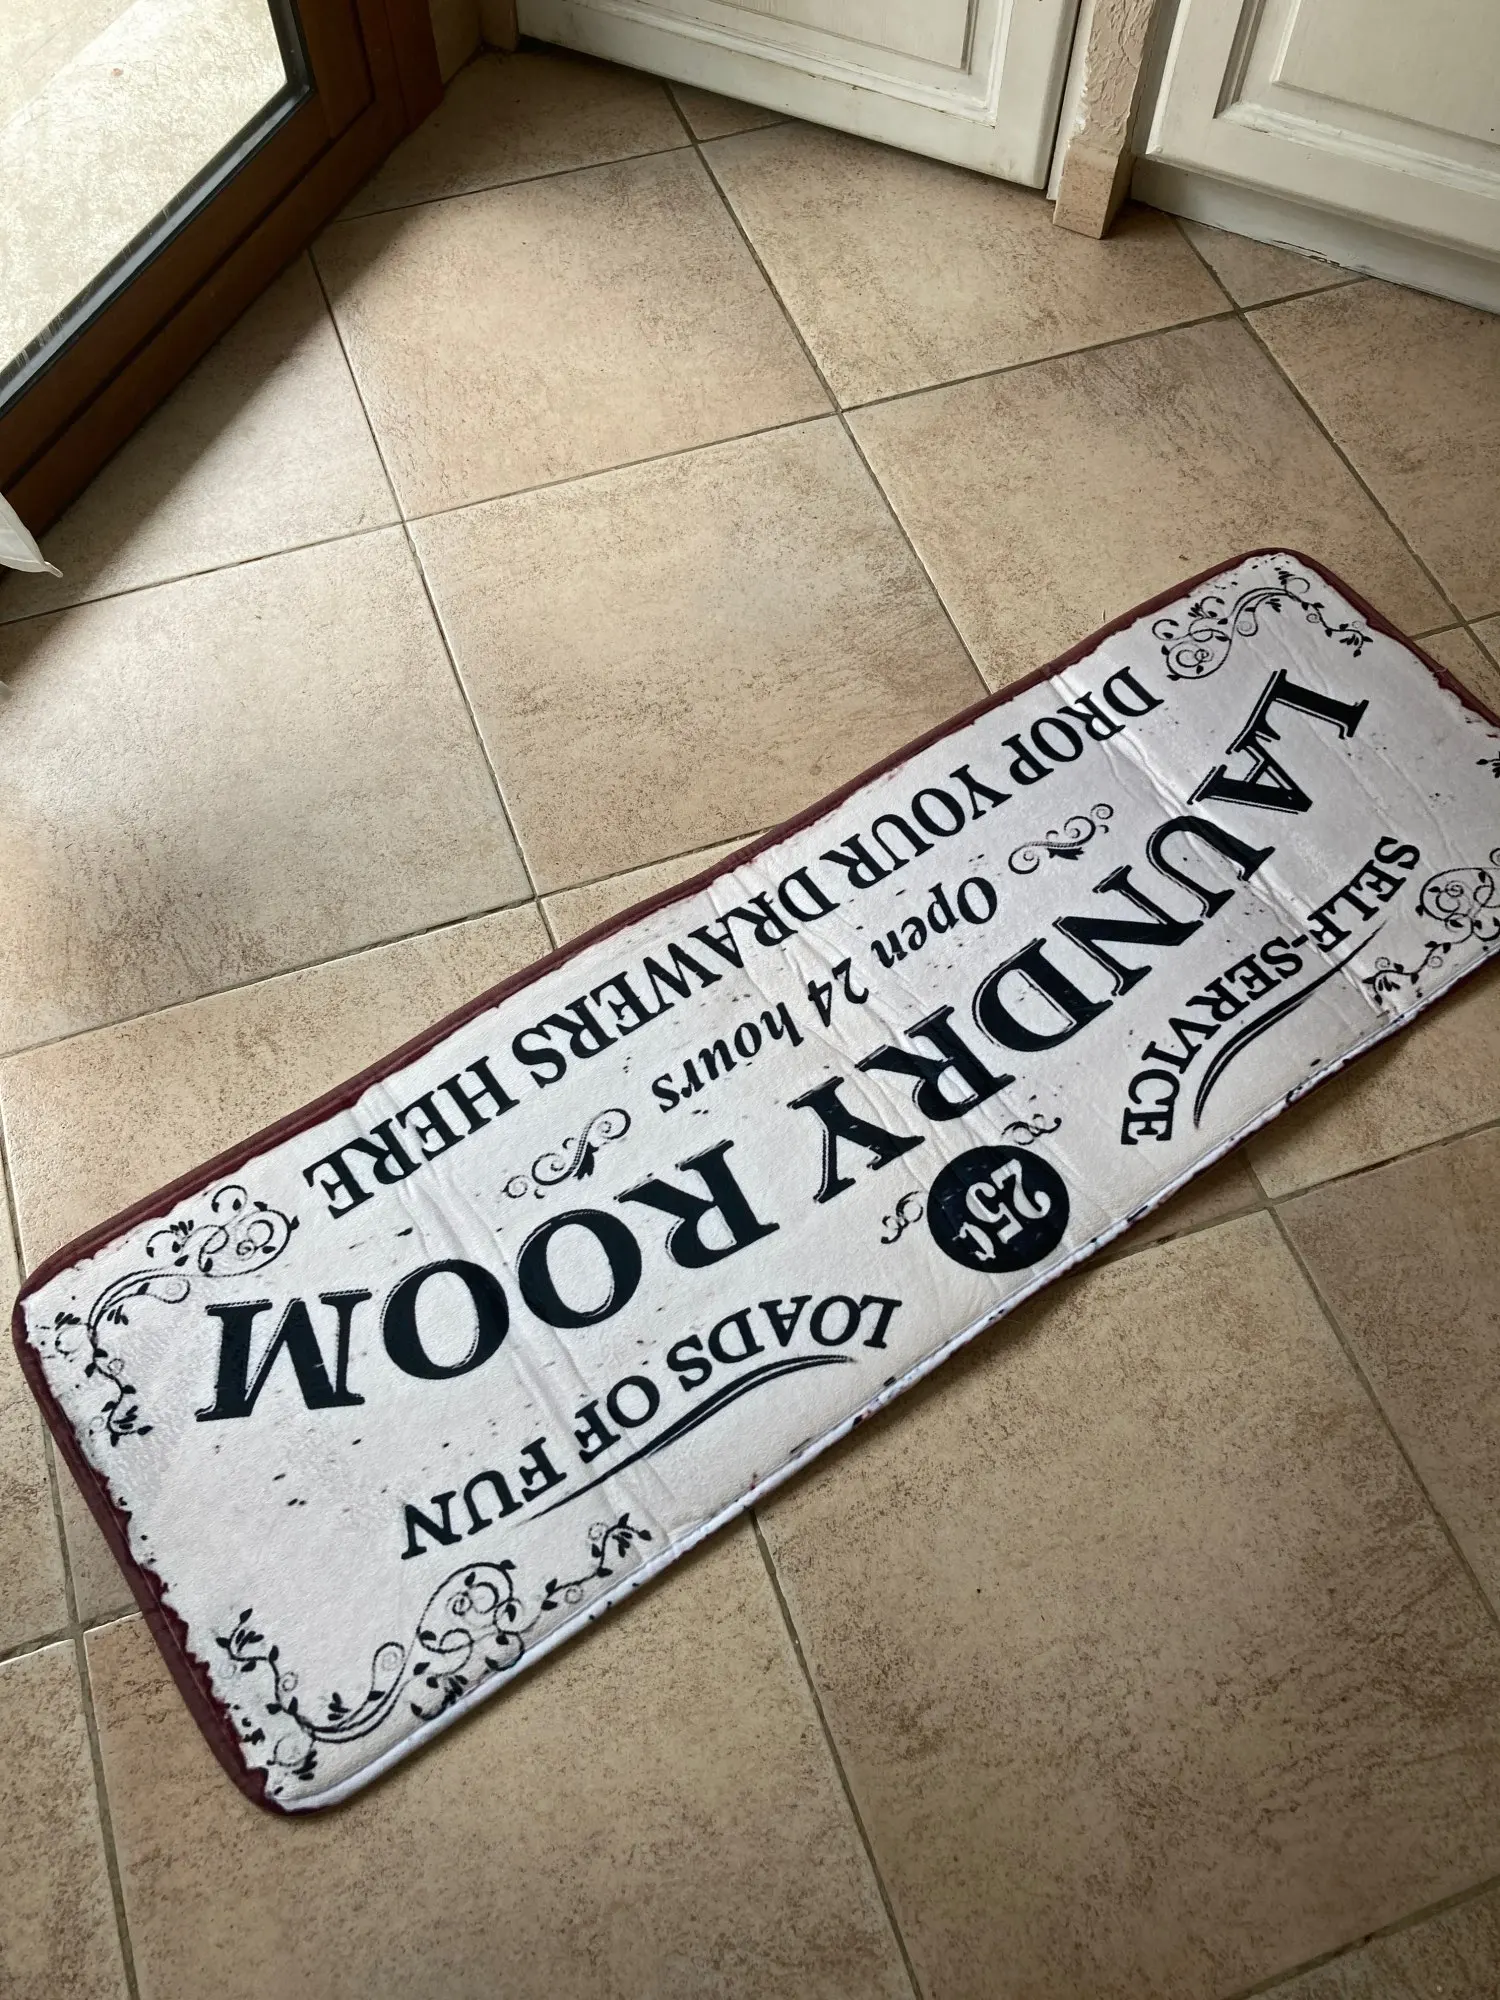 SELF-SERVICE 25¢ LOADS OF FUN
LAUNDRY ROOM
Open 24 hours
DROP YOUR DRAWERS HERE